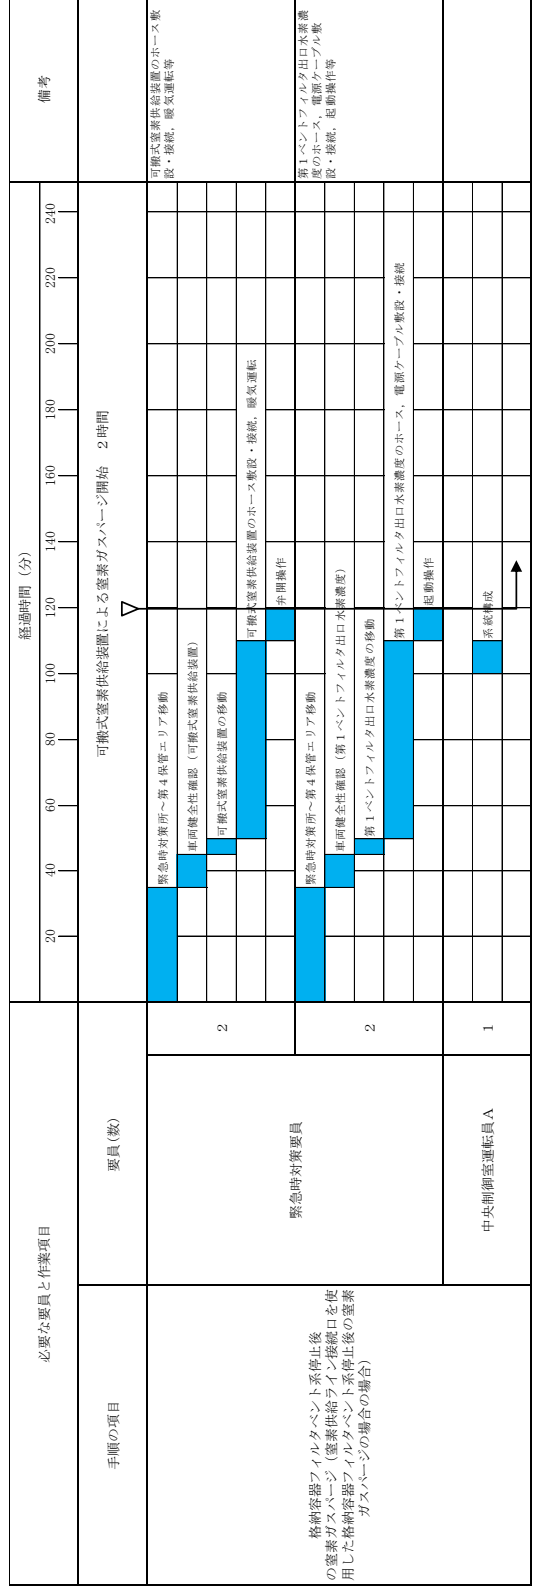 必要な要員と作業項目
経過時間（分）
備考
手順の項目
要員(数)
20 40 60 80 100 120 140 160 180 200 220 240
可搬式窒素供給装置による窒素ガスパージ開始 2時間
格納容器フィルタベント系停止後
の窒素ガスパージ（窒素供給ライン接続口を使
用した格納容器フィルタベント系停止後の窒素
ガスパージの場合の場合）
緊急時対策要員
2
緊急時対策所～第4保管エリア移動
車両健全性確認（可搬式窒素供給装置）
可搬式窒素供給装置の移動
可搬式窒素供給装置のホース敷設・接続，暖気運転
弁開操作
可搬式窒素供給装置のホース敷
設・接続，暖気運転等
2
緊急時対策所～第4保管エリア移動
車両健全性確認（第1ベントフィルタ出口水素濃度）
第1ベントフィルタ出口水素濃度の移動
第1ベントフィルタ出口水素濃度のホース，電源ケーブル敷設・接続
起動操作
第1ベントフィルタ出口水素濃
度のホース，電源ケーブル敷
設・接続，起動操作等
中央制御室運転員A
1
系統構成